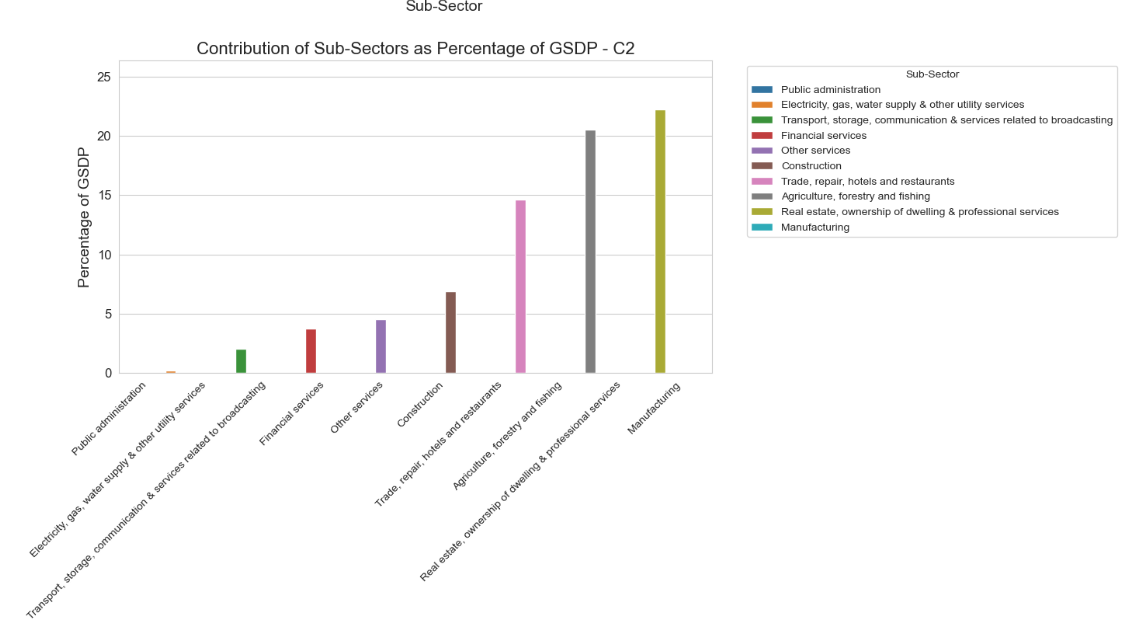 Sub-Sector
Contribution of Sub-Sectors as Percentage of GSDP - C2
Percentage of GSDP
25
20
15
10
5
0
Public administration
Electricity, gas, water supply & other utility services
Transport, storage, communication & services related to broadcasting
Financial services
Other services
Construction
Trade, repair, hotels and restaurants
Agriculture, forestry and fishing
Real estate, ownership of dwelling & professional services
Manufacturing
Sub-Sector
Public administration
Electricity, gas, water supply & other utility services
Transport, storage, communication & services related to broadcasting
Financial services
Other services
Construction
Trade, repair, hotels and restaurants
Agriculture, forestry and fishing
Real estate, ownership of dwelling & professional services
Manufacturing